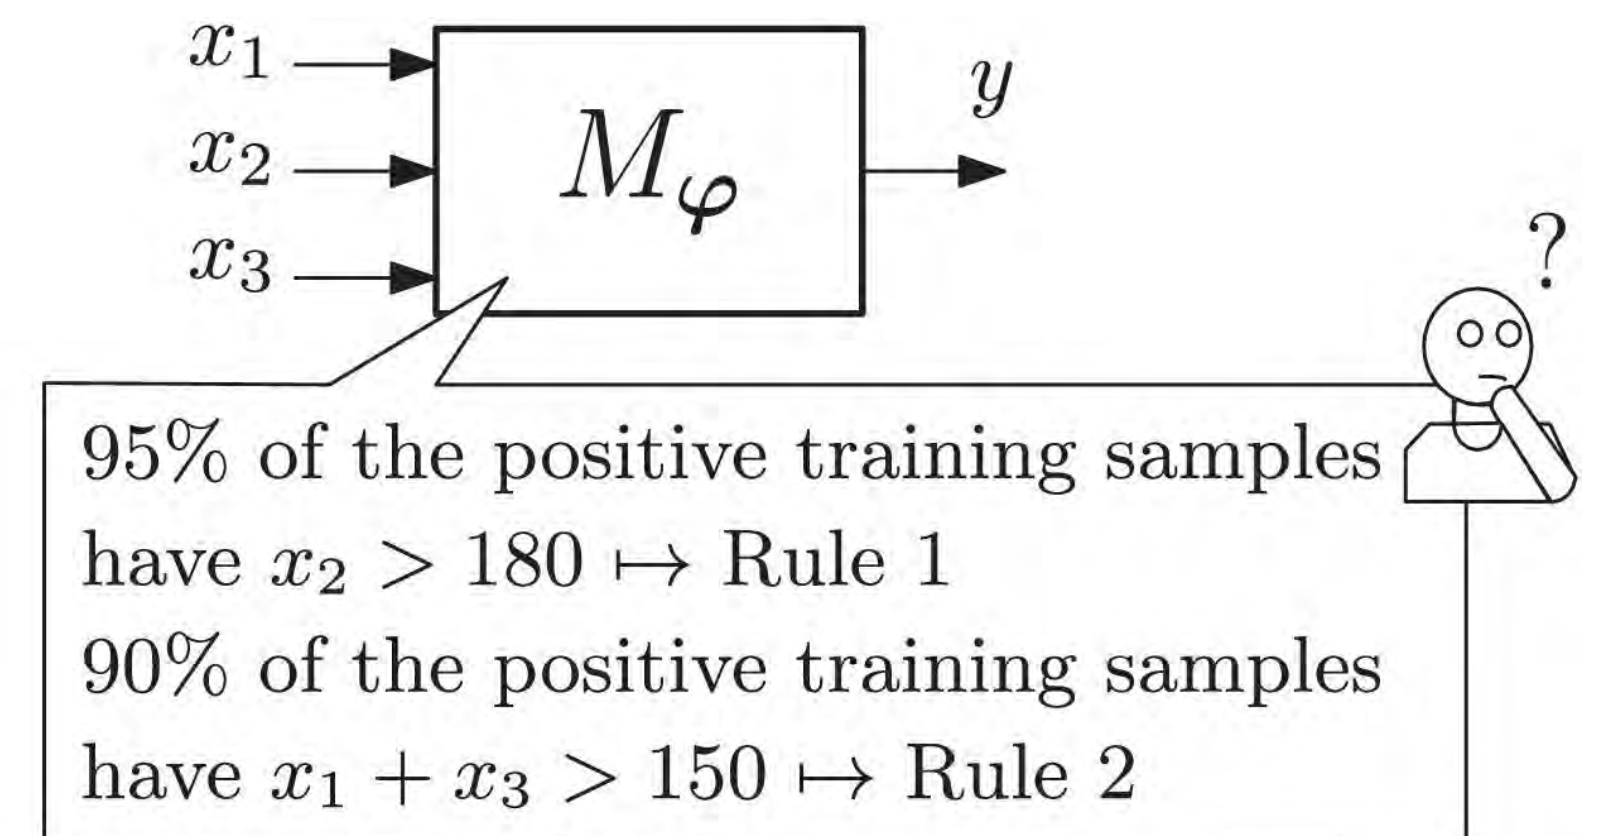 x₁
x₂
x₃
M_φ
y
?
95% of the positive training samples
have x₂ > 180 ↦ Rule 1
90% of the positive training samples
have x₁ + x₃ > 150 ↦ Rule 2